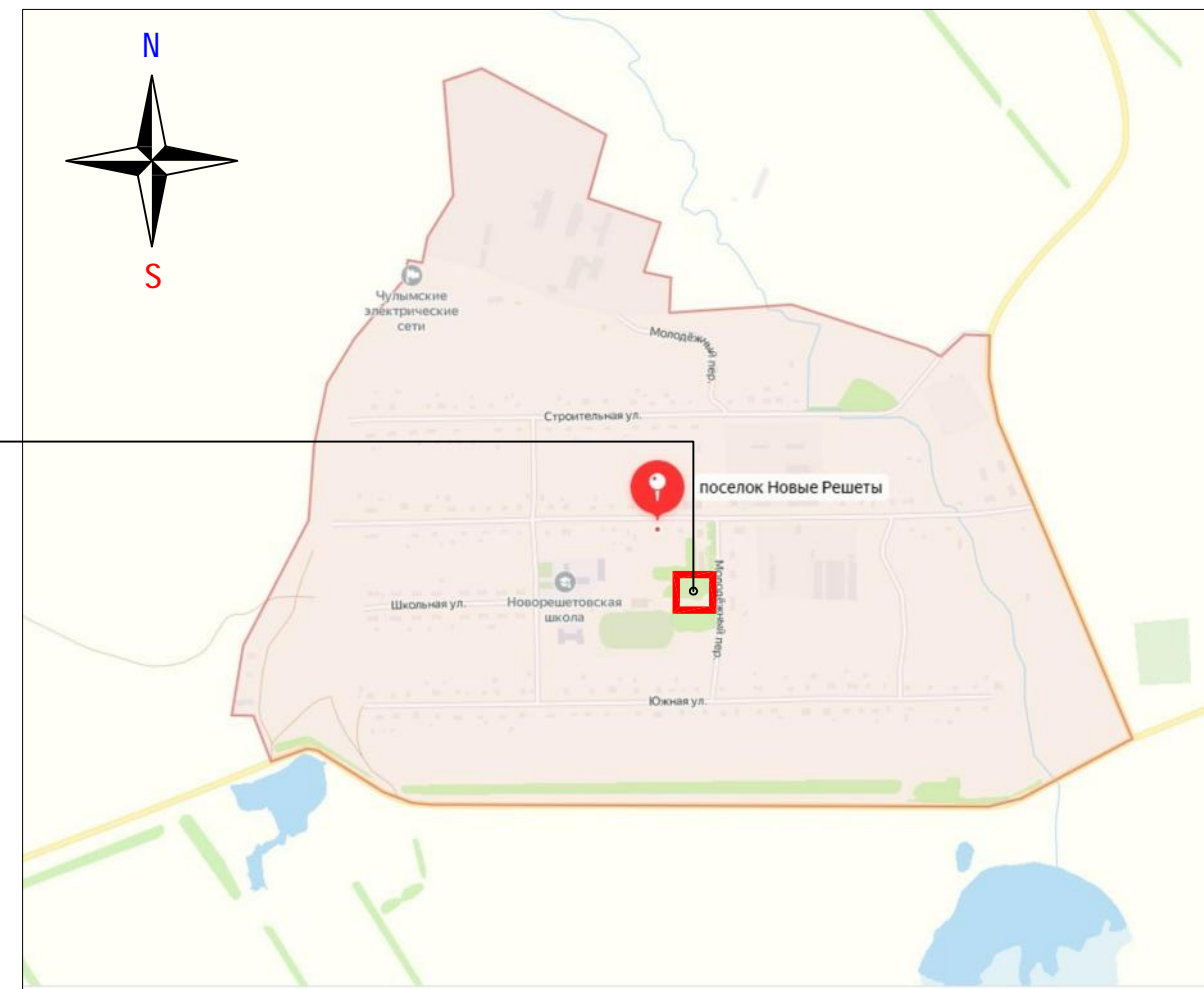 N
S
Чулымские
электрические
сети
Молодёжный пер.
Строительная ул.
поселок Новые Решеты
Молодёжный пер.
Школьная ул.
Новорешетовская
школа
Южная ул.